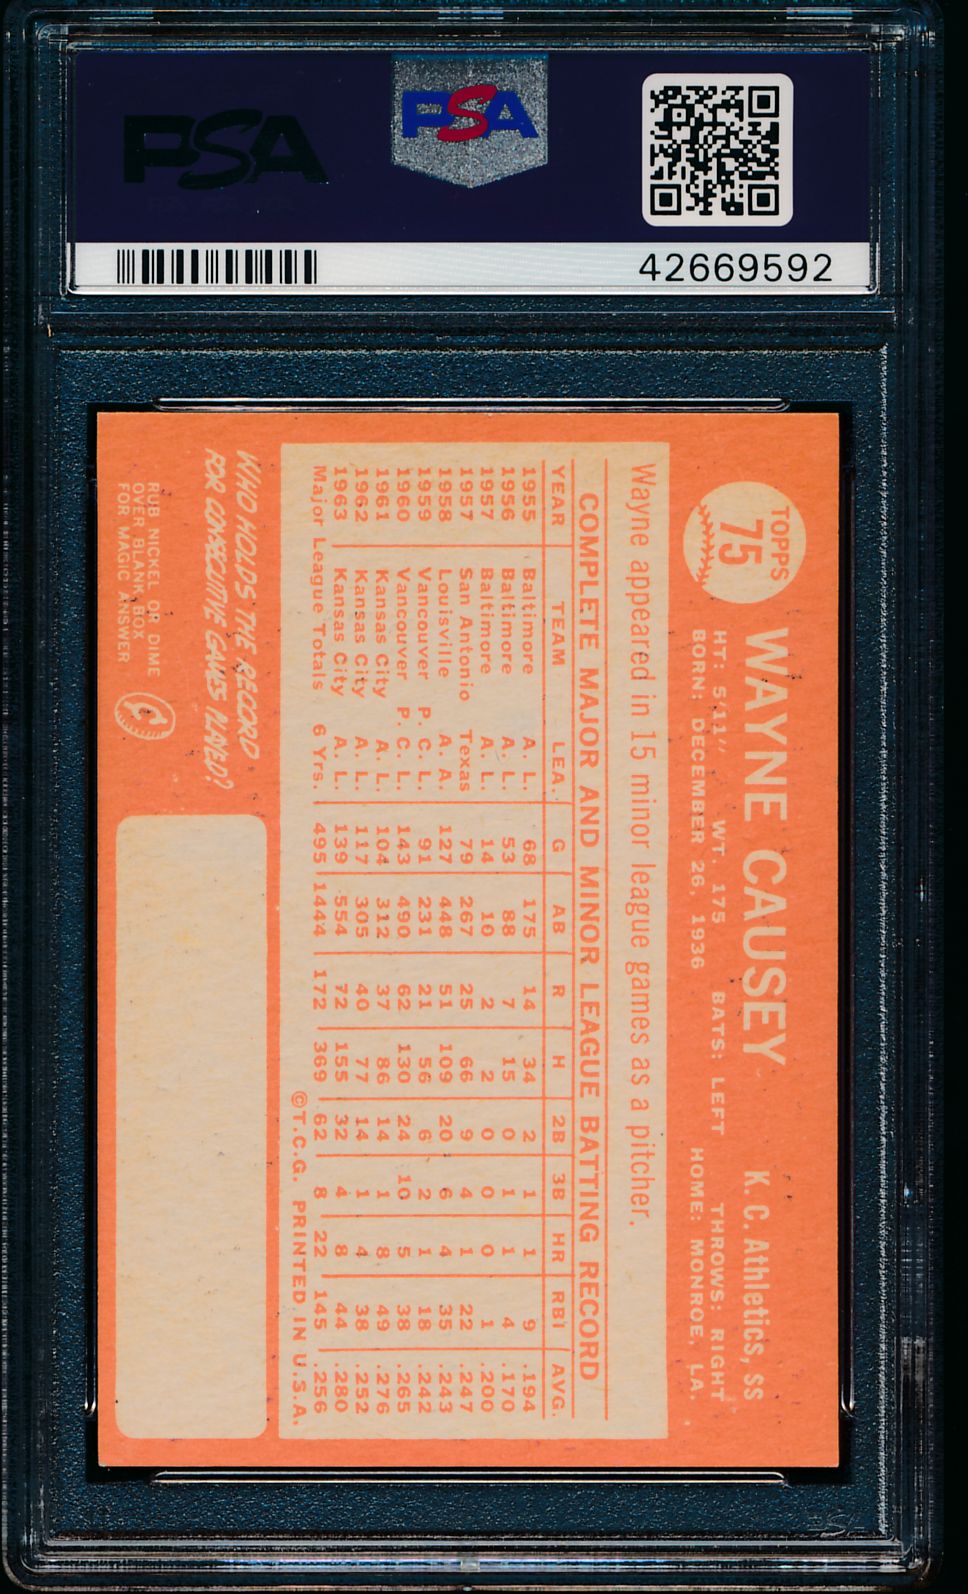 PSA
PSA
42669592
TOPPS
75
WAYNE CAUSEY K. C. Athletics, SS
HT: 5'11" WT. 175 BATS: LEFT THROWS: RIGHT
BORN: DECEMBER 26, 1936 HOME: MONROE, LA.
Wayne appeared in 15 minor league games as a pitcher.
COMPLETE MAJOR AND MINOR LEAGUE BATTING RECORD
YEAR TEAM LEA. G AB R H 2B 3B HR RBI AVG.
1955 Baltimore A. L. 68 175 14 34 2 1 1 9 .194
1956 Baltimore A. L. 53 88 7 15 0 1 1 4 .170
1957 Baltimore A. L. 14 10 2 2 0 0 0 1 .200
1957 San Antonio Texas 79 267 25 66 9 4 1 22 .247
1958 Louisville A. A. 127 448 51 109 20 6 4 35 .243
1959 Vancouver P. C. L. 91 231 21 56 6 2 1 18 .242
1960 Vancouver P. C. L. 143 490 62 130 24 10 5 38 .265
1961 Kansas City A. L. 104 312 37 86 14 1 8 49 .276
1962 Kansas City A. L. 117 305 40 77 14 1 4 38 .252
1963 Kansas City A. L. 139 554 72 155 32 4 8 44 .280
Major League Totals 6 Yrs. 495 1444 172 369 62 8 22 145 .256
©T.C.G. PRINTED IN U.S.A.
WHO HOLDS THE RECORD
FOR CONSECUTIVE GAMES PLAYED?
RUB NICKEL OR DIME
OVER BLANK BOX
FOR MAGIC ANSWER